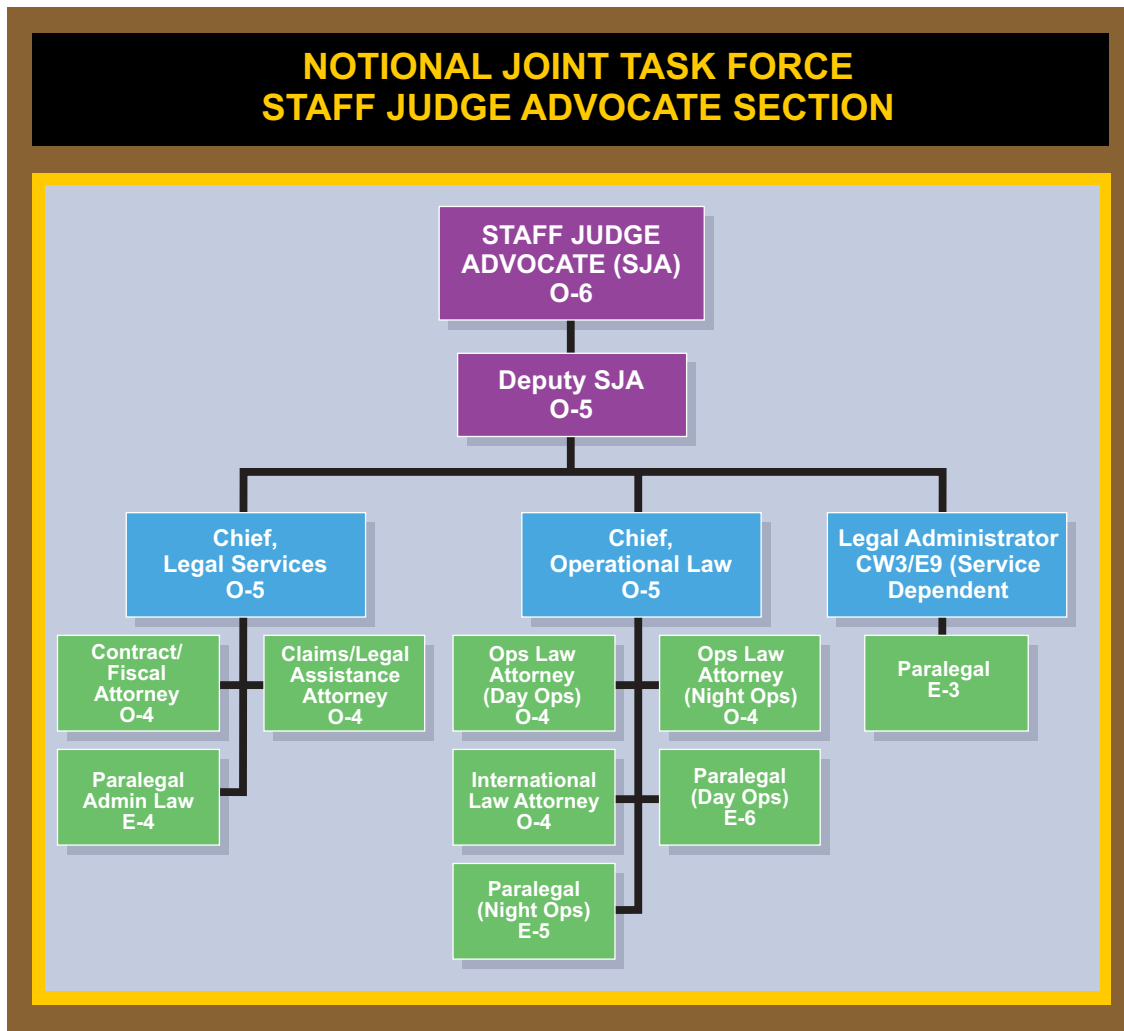 NOTIONAL JOINT TASK FORCE
STAFF JUDGE ADVOCATE SECTION
STAFF JUDGE
ADVOCATE (SJA)
O-6
Deputy SJA
O-5
Chief,
Legal Services
O-5
Chief,
Operational Law
O-5
Legal Administrator
CW3/E9 (Service
Dependent
Contract/
Fiscal
Attorney
O-4
Claims/Legal
Assistance
Attorney
O-4
Paralegal
Admin Law
E-4
Ops Law
Attorney
(Day Ops)
O-4
Ops Law
Attorney
(Night Ops)
O-4
International
Law Attorney
O-4
Paralegal
(Day Ops)
E-6
Paralegal
(Night Ops)
E-5
Paralegal
E-3